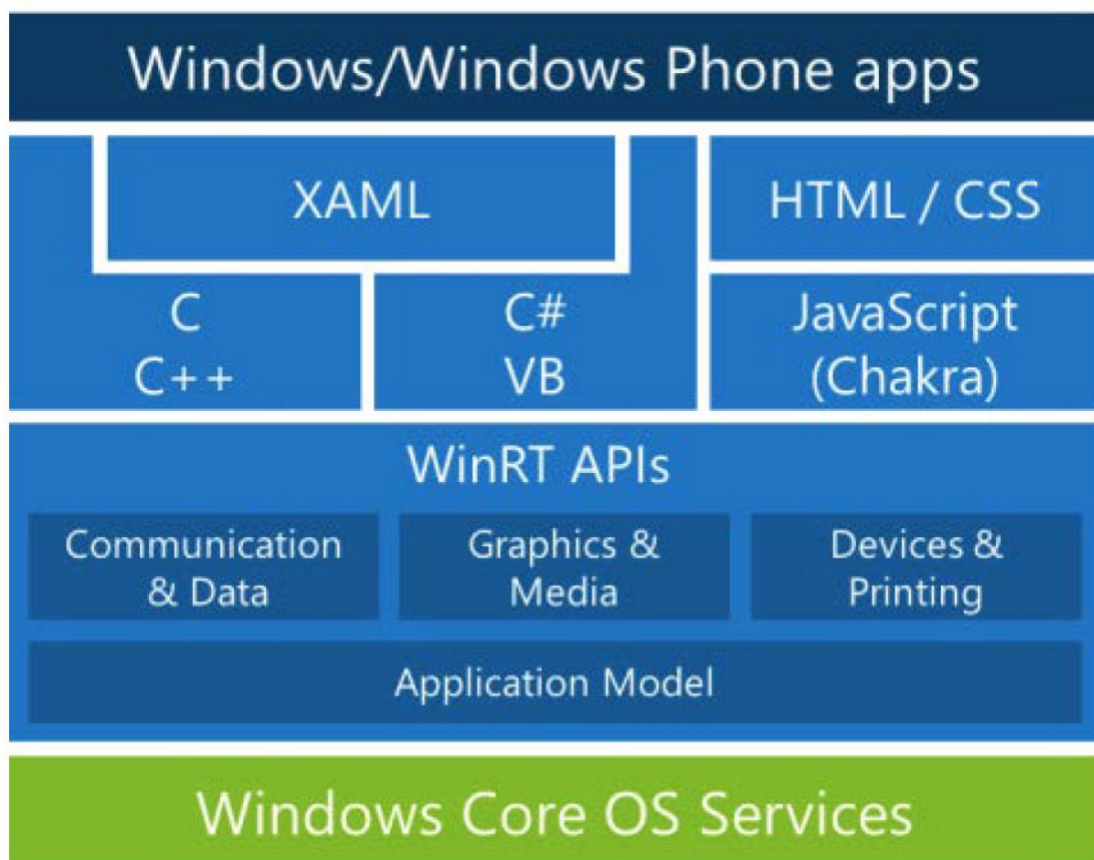 Windows/Windows Phone apps
XAML
HTML / CSS
C
C++
C#
VB
JavaScript
(Chakra)
WinRT APIs
Communication
& Data
Graphics &
Media
Devices &
Printing
Application Model
Windows Core OS Services